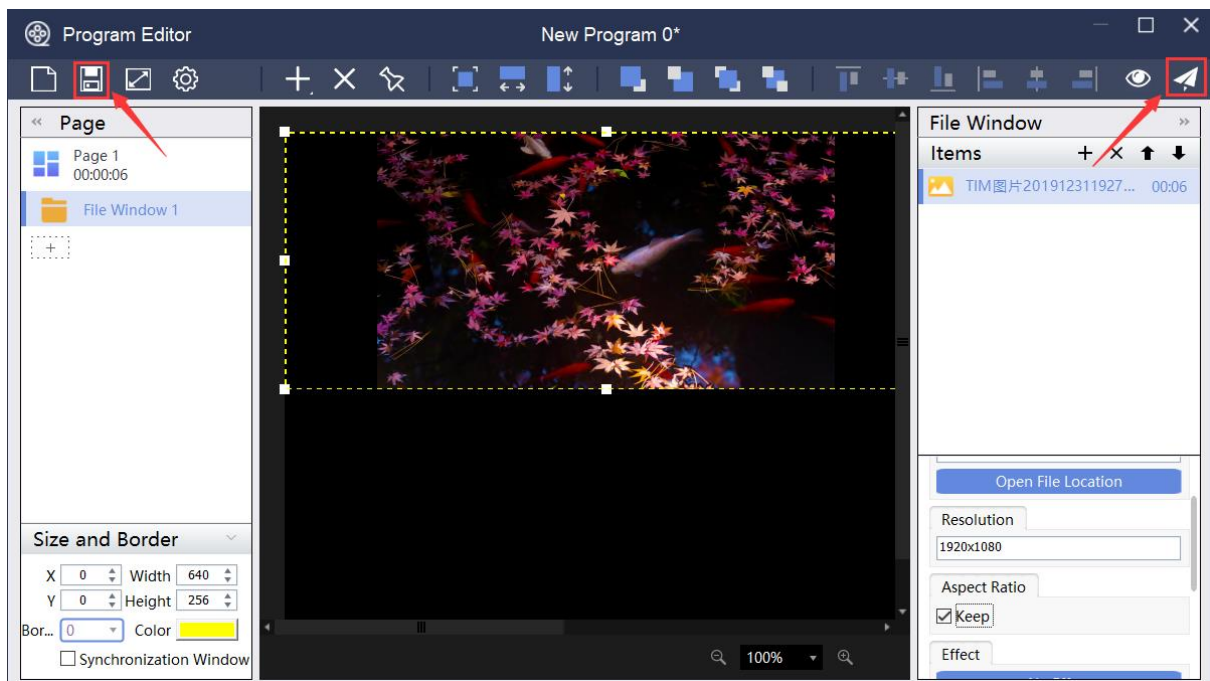 Program Editor
New Program 0*
Page
Page 1
00:00:06
File Window 1
Size and Border
X 0 Width 640
Y 0 Height 256
Bor... 0 Color
Synchronization Window
100%
File Window
Items
TIM图片201912311927... 00:06
Open File Location
Resolution
1920x1080
Aspect Ratio
Keep
Effect